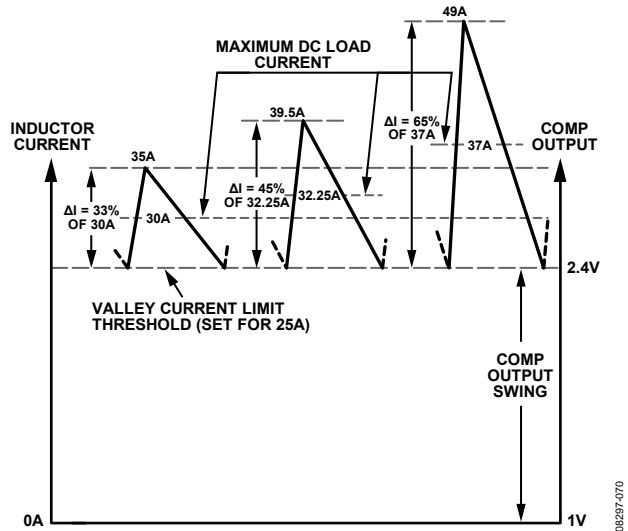 49A
MAXIMUM DC LOAD
CURRENT
39.5A
ΔI = 65%
OF 37A
INDUCTOR
CURRENT
35A
37A
COMP
OUTPUT
ΔI = 45%
OF 32.25A
32.25A
ΔI = 33%
OF 30A
30A
2.4V
VALLEY CURRENT LIMIT
THRESHOLD (SET FOR 25A)
COMP
OUTPUT
SWING
0A
1V
08297-070